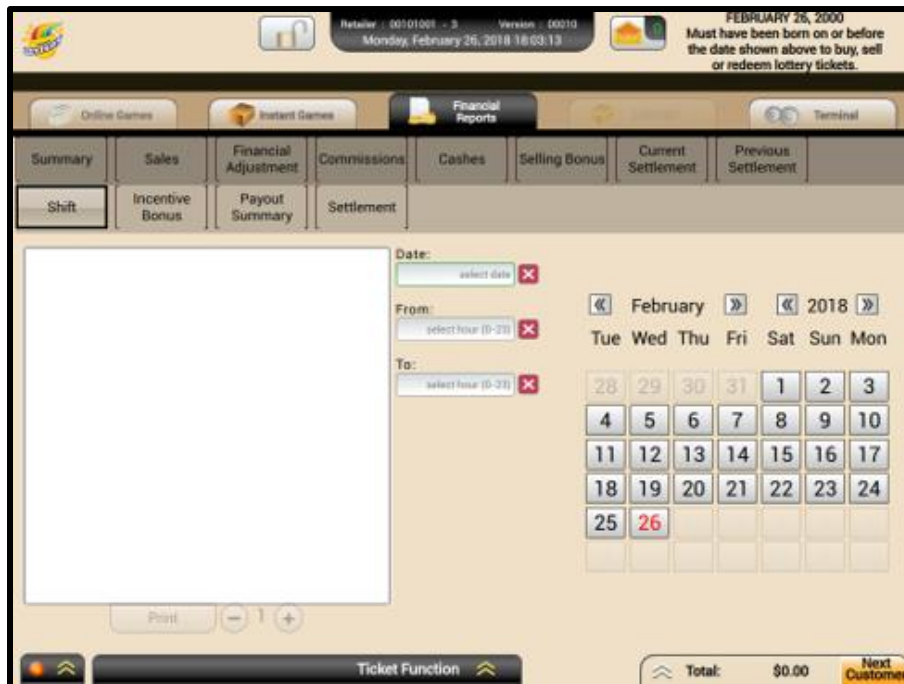 Retailer : 00101001 - 3 Version : 00010
Monday, February 26, 2018 18:03:13
FEBRUARY 26, 2000
Must have been born on or before
the date shown above to buy, sell
or redeem lottery tickets.
Online Games
Instant Games
Financial
Reports
Terminal
Summary
Sales
Financial
Adjustment
Commissions
Cashes
Selling Bonus
Current
Settlement
Previous
Settlement
Shift
Incentive
Bonus
Payout
Summary
Settlement
Date:
select date
From:
select hour (0-23)
To:
select hour (0-23)
February 2018
Tue Wed Thu Fri Sat Sun Mon
28 29 30 31 1 2 3
4 5 6 7 8 9 10
11 12 13 14 15 16 17
18 19 20 21 22 23 24
25 26
Print
1
Ticket Function
Total: $0.00
Next
Customer